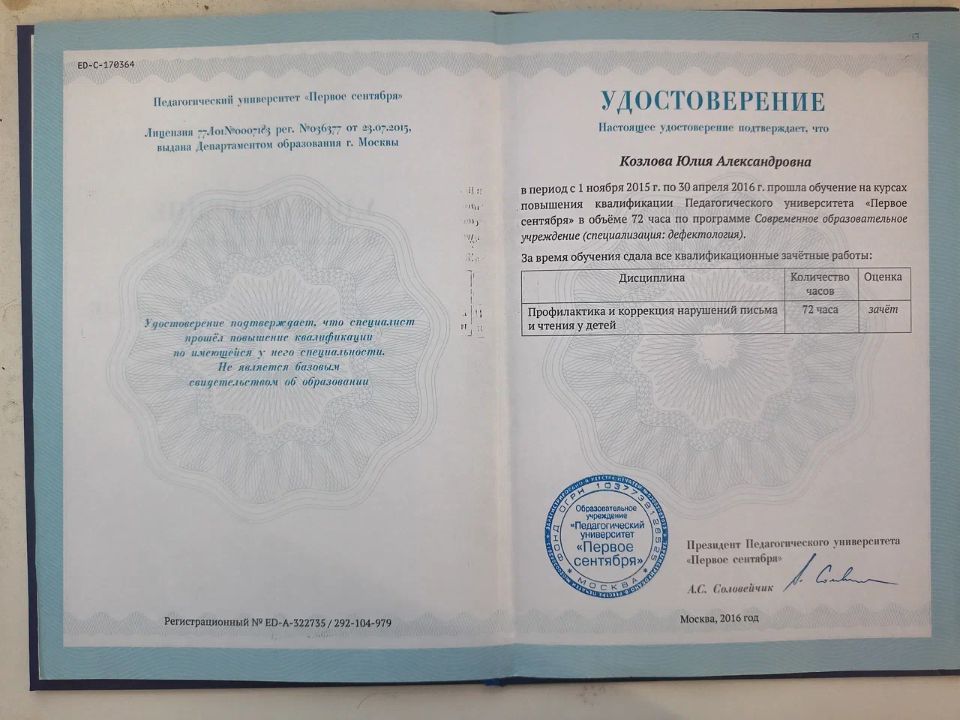 ED-C-170364
Педагогический университет «Первое сентября»
Лицензия 77Л01№0007183 рег. №036377 от 23.07.2015,
выдана Департаментом образования г. Москвы
Удостоверение подтверждает, что специалист
прошёл повышение квалификации
по имеющейся у него специальности.
Не является базовым
свидетельством об образовании
Регистрационный № ED-A-322735 / 292-104-979
УДОСТОВЕРЕНИЕ
Настоящее удостоверение подтверждает, что
Козлова Юлия Александровна
в период с 1 ноября 2015 г. по 30 апреля 2016 г. прошла обучение на курсах
повышения квалификации Педагогического университета «Первое
сентября» в объёме 72 часа по программе Современное образовательное
учреждение (специализация: дефектология).
За время обучения сдала все квалификационные зачётные работы:
Дисциплина Количество часов Оценка
Профилактика и коррекция нарушений письма 72 часа зачёт
и чтения у детей
ФОНД ОГРН 1037739126525
МОСКВА
Образовательное
учреждение
«Педагогический
университет
«Первое
сентября»
Президент Педагогического университета
«Первое сентября»
А.С. Соловейчик
Москва, 2016 год